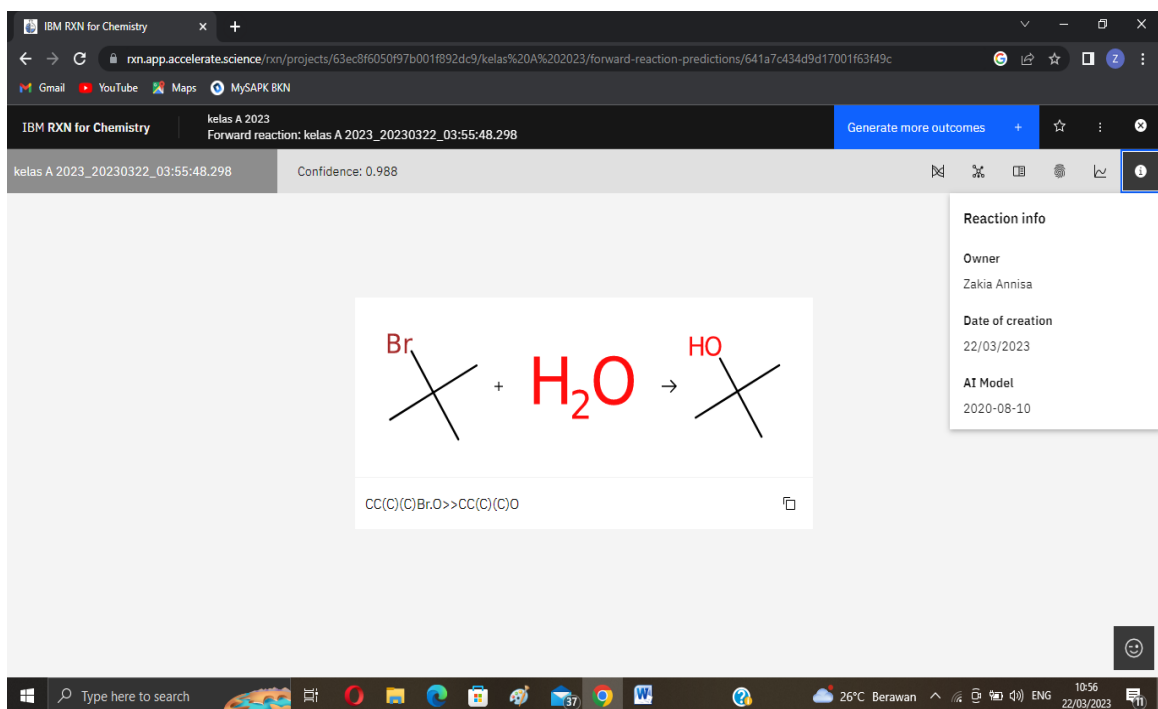 IBM RXN for Chemistry
rxn.app.accelerate.science/rxn/projects/63ec8f6050f97b001f892dc9/kelas%20A%202023/forward-reaction-predictions/641a7c434d9d17001f63f49c
Z
Gmail YouTube Maps MySAPK BKN
IBM RXN for Chemistry
kelas A 2023
Forward reaction: kelas A 2023_20230322_03:55:48.298
Generate more outcomes +
kelas A 2023_20230322_03:55:48.298
Confidence: 0.988
Reaction info
Owner
Zakia Annisa
Date of creation
22/03/2023
AI Model
2020-08-10
Br + H2O → HO
CC(C)(C)Br.O>>CC(C)(C)O
Type here to search
37
26°C Berawan
ENG
10:56
22/03/2023
11